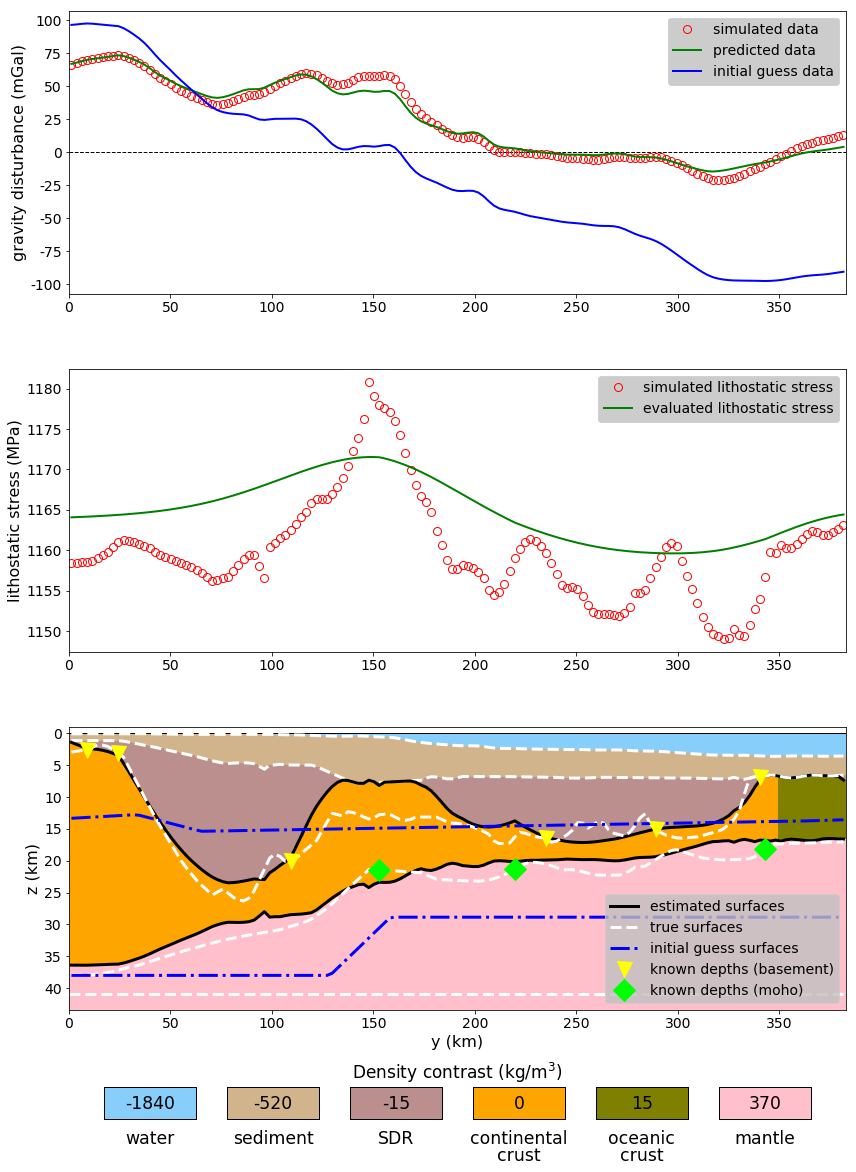 100
75
50
25
0
-25
-50
-75
-100
gravity disturbance (mGal)
simulated data
predicted data
initial guess data
0 50 100 150 200 250 300 350
1180
1175
1170
1165
1160
1155
1150
lithostatic stress (MPa)
simulated lithostatic stress
evaluated lithostatic stress
0 50 100 150 200 250 300 350
0
5
10
15
20
25
30
35
40
z (km)
estimated surfaces
true surfaces
initial guess surfaces
known depths (basement)
known depths (moho)
0 50 100 150 200 250 300 350
y (km)
Density contrast (kg/m³)
-1840 -520 -15 0 15 370
water sediment SDR continental oceanic mantle
crust crust